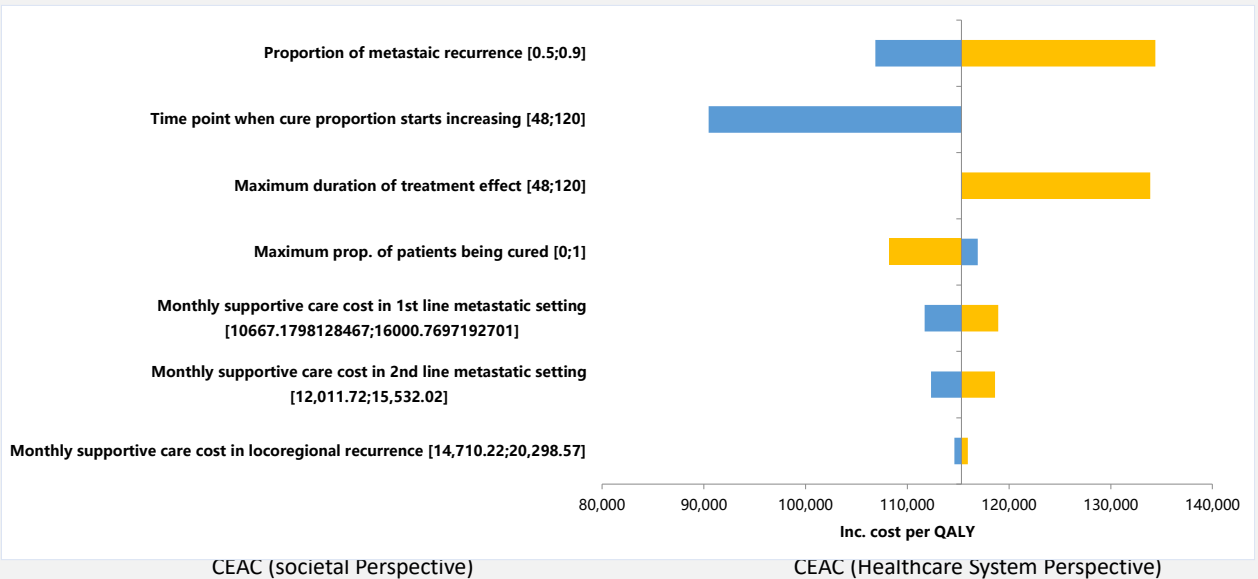 Proportion of metastaic recurrence [0.5;0.9]
Time point when cure proportion starts increasing [48;120]
Maximum duration of treatment effect [48;120]
Maximum prop. of patients being cured [0;1]
Monthly supportive care cost in 1st line metastatic setting
[10667.1798128467;16000.7697192701]
Monthly supportive care cost in 2nd line metastatic setting
[12,011.72;15,532.02]
Monthly supportive care cost in locoregional recurrence [14,710.22;20,298.57]
80,000 90,000 100,000 110,000 120,000 130,000 140,000
Inc. cost per QALY
CEAC (societal Perspective) CEAC (Healthcare System Perspective)